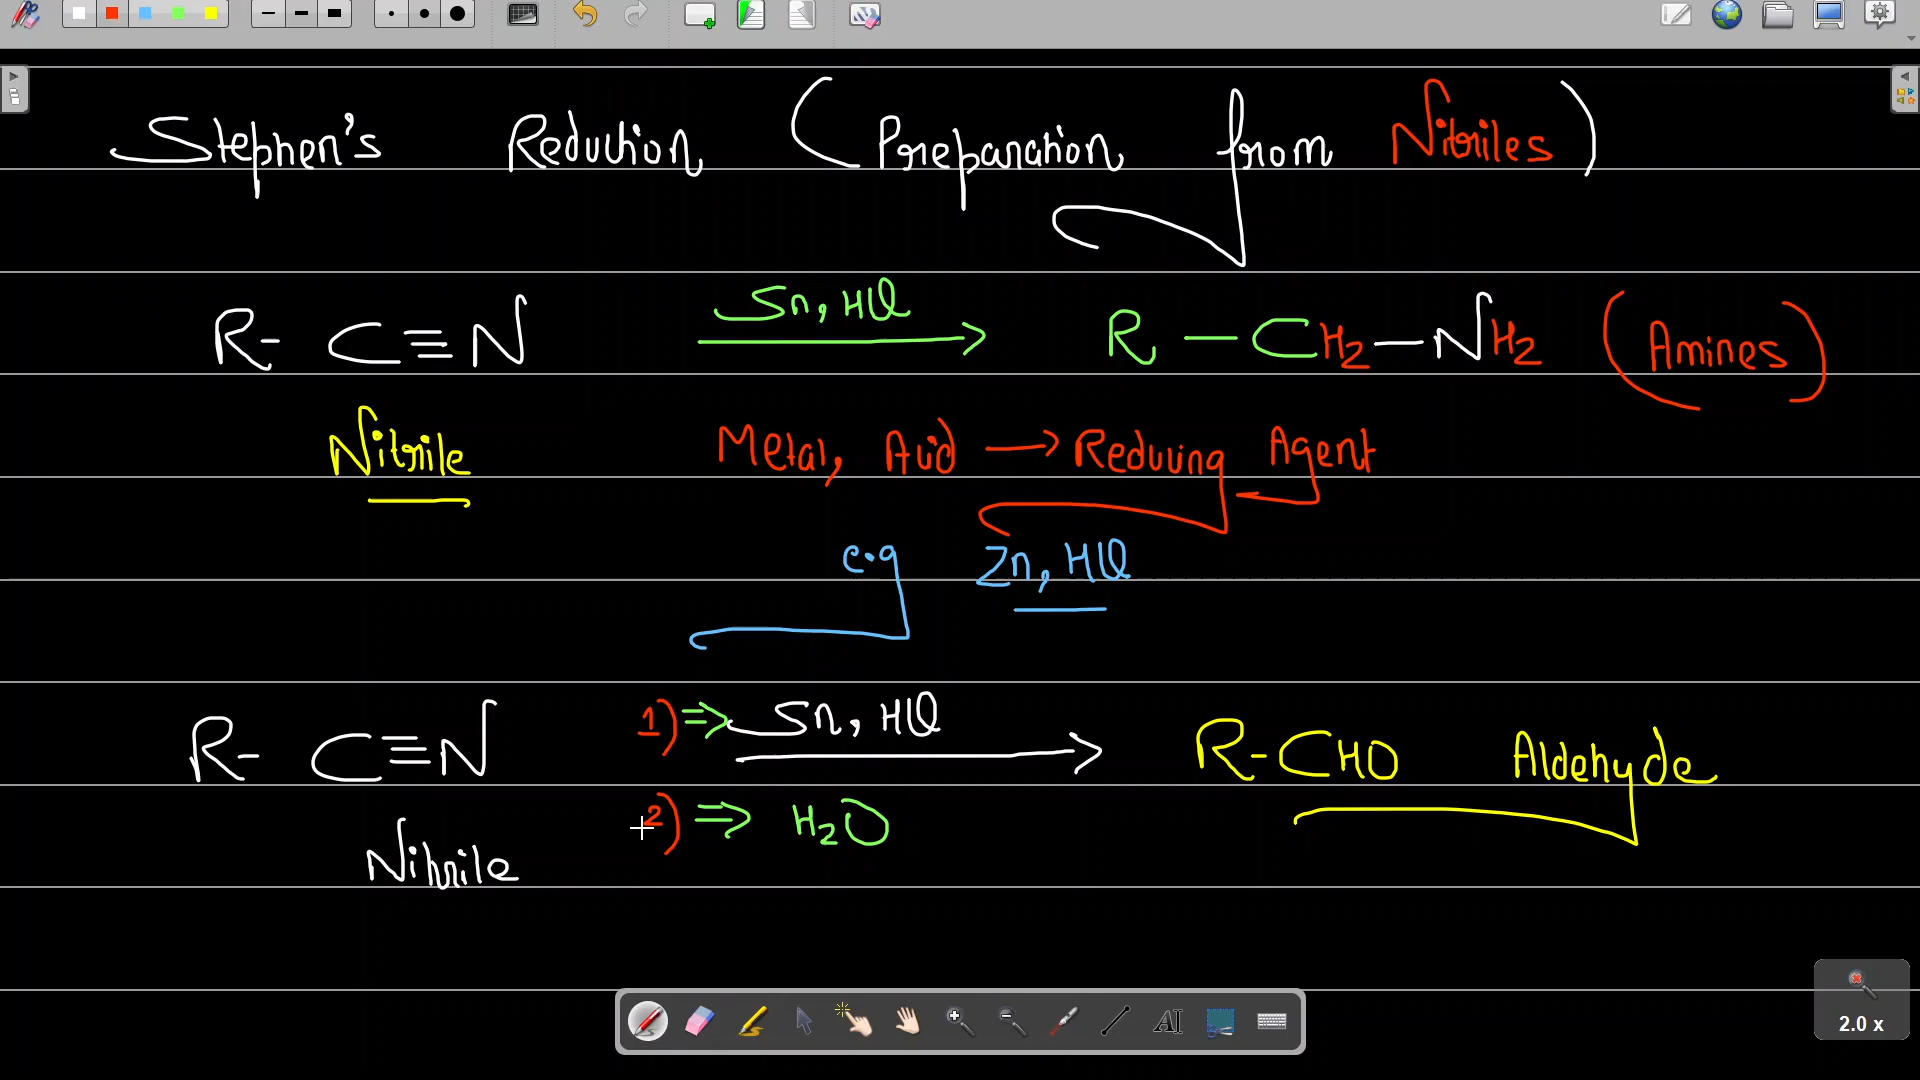 Stephen's Reduction (Preparation from Nitriles)
R- C≡N Sn, HCl R - CH2 - NH2 (Amines)
Nitrile Metal, Acid → Reducing Agent
e.g Zn, HCl
R- C≡N 1) ⇒ Sn, HCl R-CHO Aldehyde
2) ⇒ H2O
Nitrile
AI
2.0 x